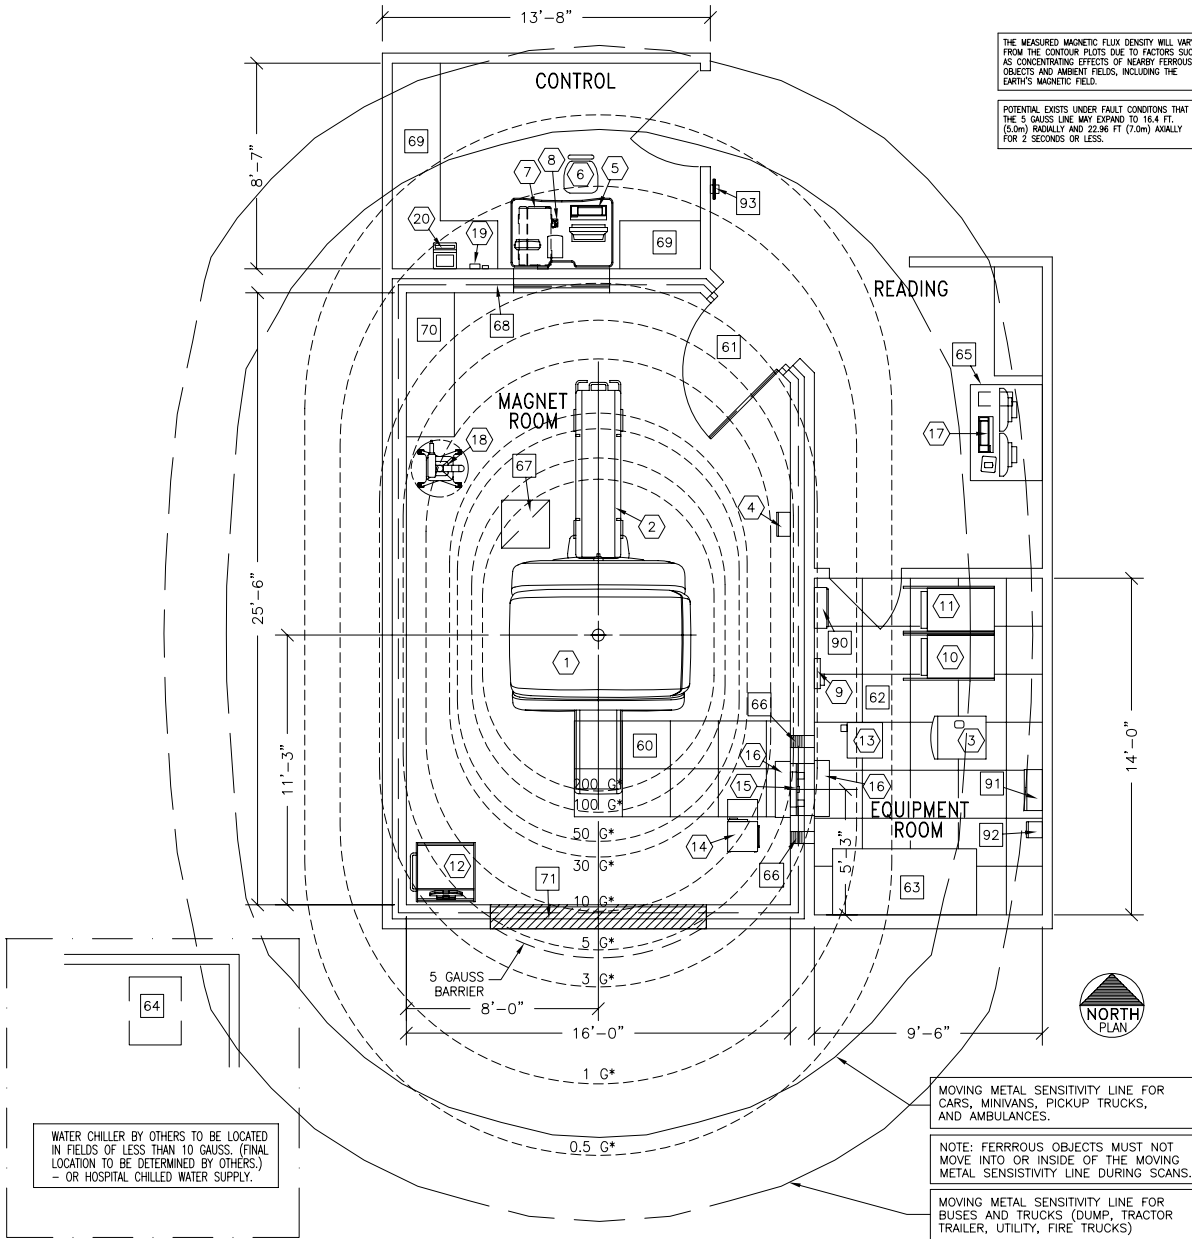 13'-8"
THE MEASURED MAGNETIC FLUX DENSITY WILL VARY
FROM THE CONTOUR PLOTS DUE TO FACTORS SUC
AS CONCENTRATING EFFECTS OF NEARBY FERROUS
OBJECTS AND AMBIENT FIELDS, INCLUDING THE
EARTH'S MAGNETIC FIELD.
POTENTIAL EXISTS UNDER FAULT CONDITONS THAT
THE 5 GAUSS LINE MAY EXPAND TO 16.4 FT.
(5.0m) RADIALLY AND 22.96 FT (7.0m) AXIALLY
FOR 2 SECONDS OR LESS.
CONTROL
8'-7"
69
7
8
6
5
93
20
19
69
READING
68
70
61
65
MAGNET
ROOM
18
67
17
4
2
25'-6"
11
90
10
1
9
62
11'-3"
66
60
13
3
14'-0"
16
16
15
91
200 G*
100 G*
EQUIPMENT
ROOM
50 G*
14
92
5'-3"
30 G*
12
71
66
63
10 G*
5 G*
5 GAUSS
BARRIER
3 G*
64
8'-0"
16'-0"
9'-6"
NORTH
PLAN
1 G*
MOVING METAL SENSITIVITY LINE FOR
CARS, MINIVANS, PICKUP TRUCKS,
AND AMBULANCES.
WATER CHILLER BY OTHERS TO BE LOCATED
IN FIELDS OF LESS THAN 10 GAUSS. (FINAL
LOCATION TO BE DETERMINED BY OTHERS.)
- OR HOSPITAL CHILLED WATER SUPPLY.
0.5 G*
NOTE: FERRROUS OBJECTS MUST NOT
MOVE INTO OR INSIDE OF THE MOVING
METAL SENSISTIVITY LINE DURING SCANS.
MOVING METAL SENSITIVITY LINE FOR
BUSES AND TRUCKS (DUMP, TRACTOR
TRAILER, UTILITY, FIRE TRUCKS)